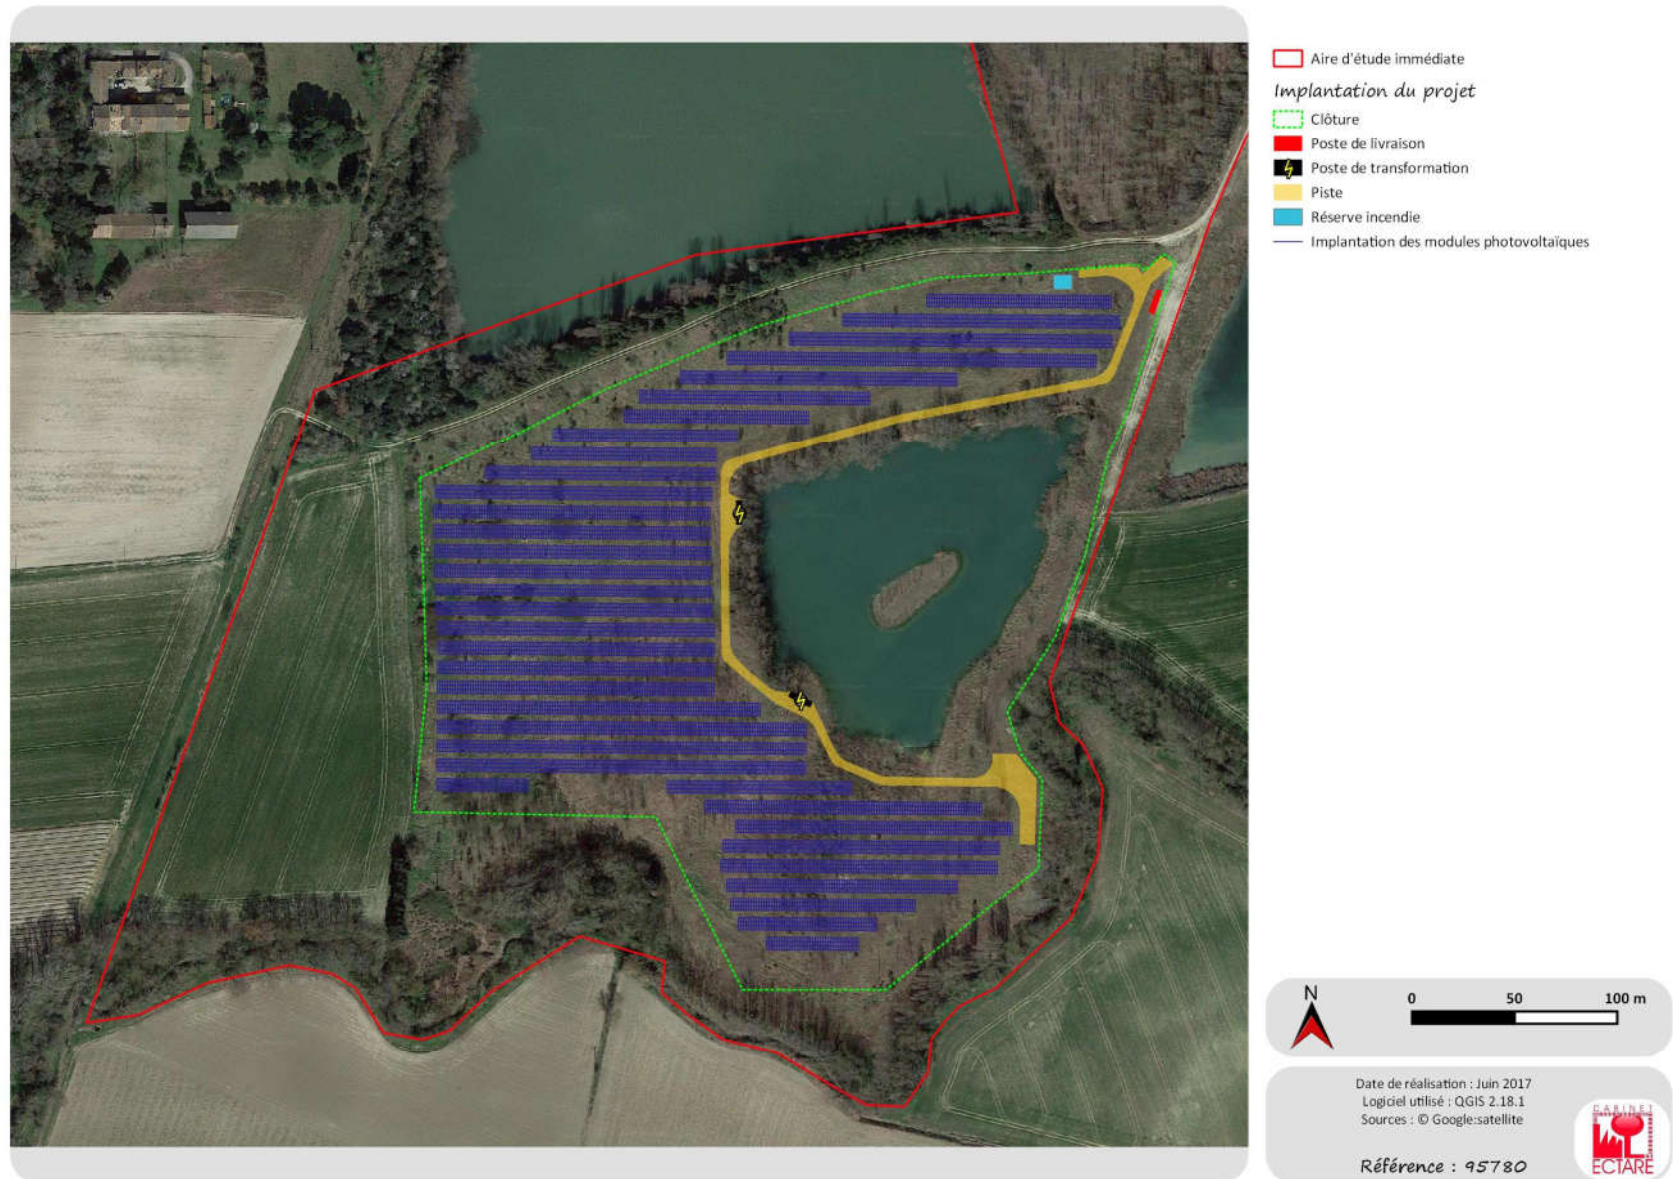 Aire d'étude immédiate
Implantation du projet
Clôture
Poste de livraison
Poste de transformation
Piste
Réserve incendie
Implantation des modules photovoltaïques
N
0 50 100 m
Date de réalisation : Juin 2017
Logiciel utilisé : QGIS 2.18.1
Sources : © Google:satellite
Référence : 95780
CABINET
ECTARE